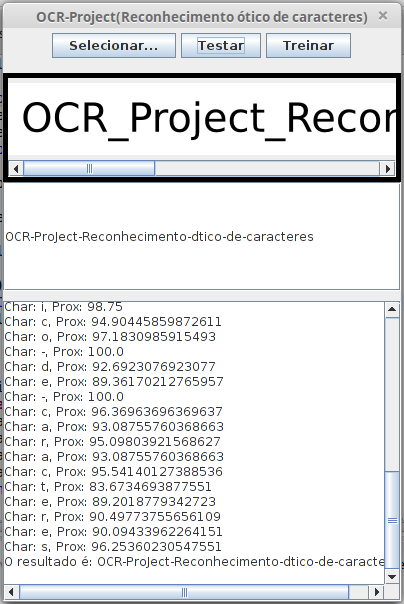 OCR-Project(Reconhecimento ótico de caracteres)
Selecionar... Testar Treinar
OCR_Project_Recon
OCR-ProJect-Reconhecimento-dtico-de-caracteres
Char: i, Prox: 98.75
Char: c, Prox: 94.90445859872611
Char: o, Prox: 97.1830985915493
Char: -, Prox: 100.0
Char: d, Prox: 92.6923076923077
Char: e, Prox: 89.36170212765957
Char: -, Prox: 100.0
Char: c, Prox: 96.36963696369637
Char: a, Prox: 93.08755760368663
Char: r, Prox: 95.09803921568627
Char: a, Prox: 93.08755760368663
Char: c, Prox: 95.54140127388536
Char: t, Prox: 83.6734693877551
Char: e, Prox: 89.2018779342723
Char: r, Prox: 90.49773755656109
Char: e, Prox: 90.09433962264151
Char: s, Prox: 96.25360230547551
O resultado é: OCR-ProJect-Reconhecimento-dtico-de-caracte